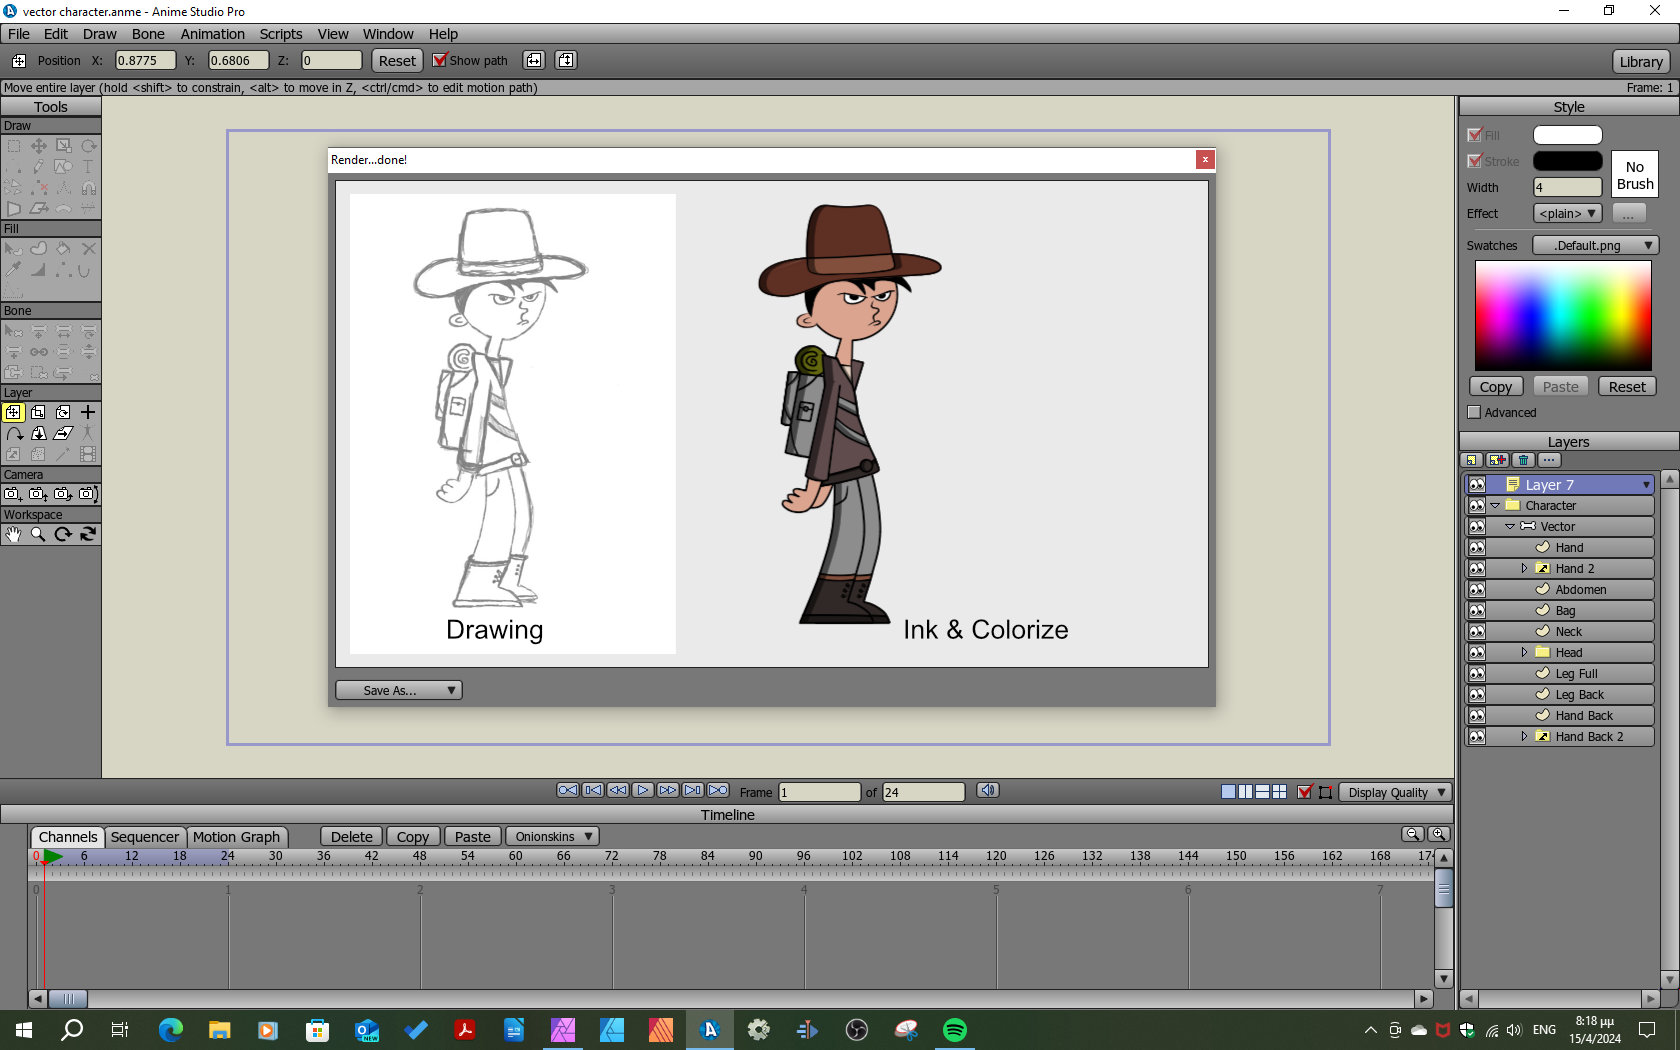 vector character.anme - Anime Studio Pro
File Edit Draw Bone Animation Scripts View Window Help
Position X: 0.8775 Y: 0.6806 Z: 0 Reset Show path Library
Move entire layer (hold <shift> to constrain, <alt> to move in Z, <ctrl/cmd> to edit motion path) Frame: 1
Tools
Draw
Fill
Bone
Layer
Camera
Workspace
Render...done!
Drawing
Ink & Colorize
Save As...
Style
Fill
Stroke
No
Brush
Width 4
Effect <plain> ...
Swatches .Default.png
Copy Paste Reset
Advanced
Layers
Layer 7
Character
Vector
Hand
Hand 2
Abdomen
Bag
Neck
Head
Leg Full
Leg Back
Hand Back
Hand Back 2
Frame 1 of 24 Display Quality
Timeline
Channels Sequencer Motion Graph Delete Copy Paste Onionskins
0 6 12 18 24 30 36 42 48 54 60 66 72 78 84 90 96 102 108 114 120 126 132 138 144 150 156 162 168 174
0 1 2 3 4 5 6 7
NEW
ENG
8:18 μμ
15/4/2024